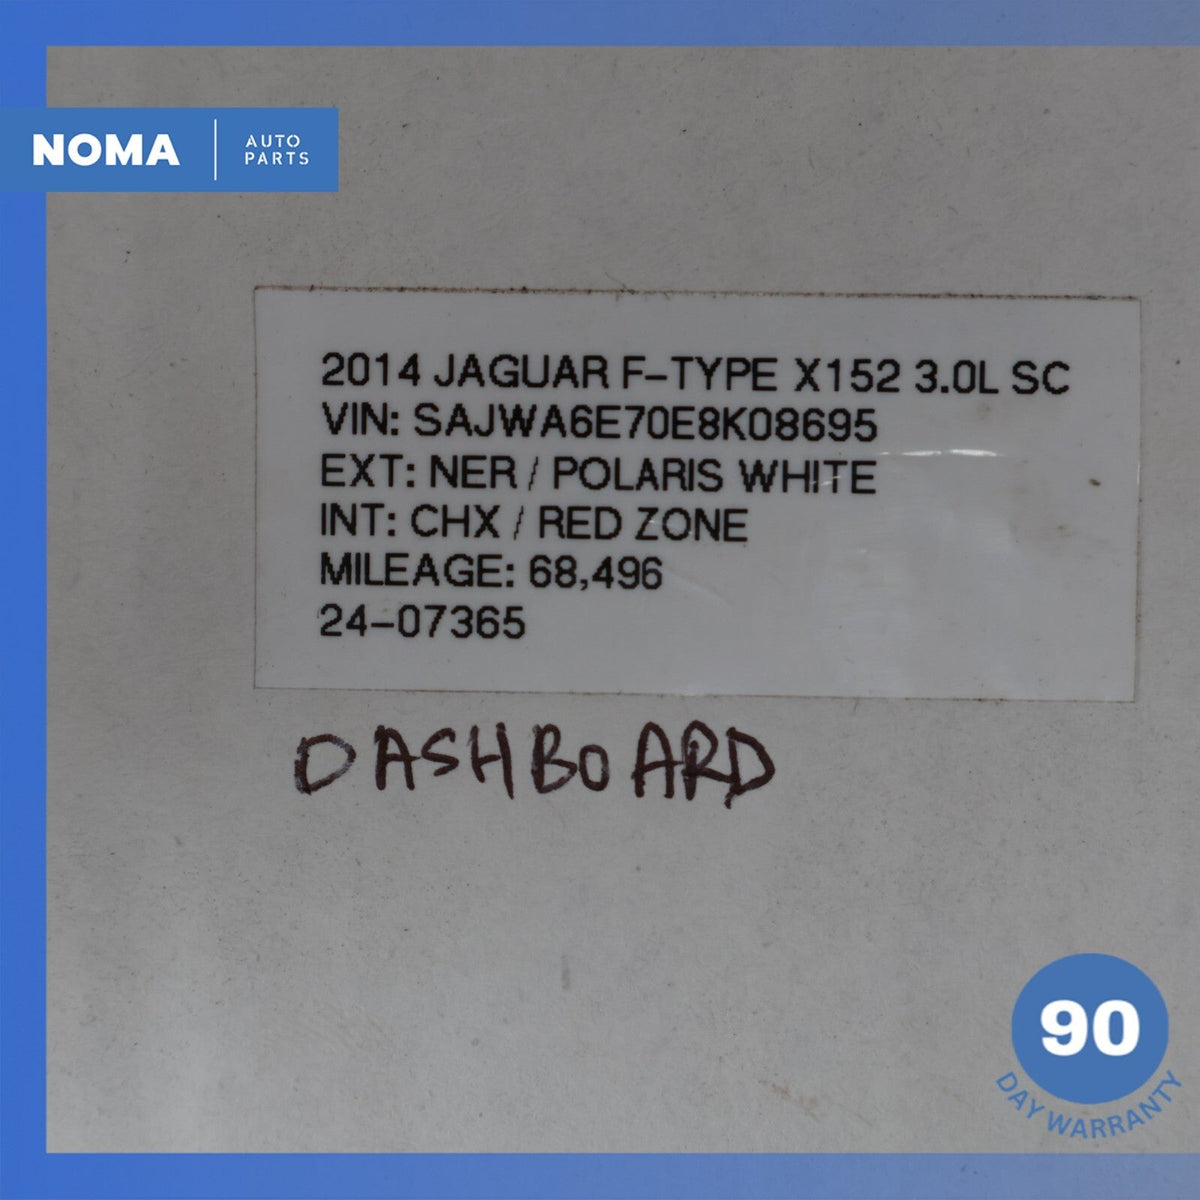 NOMA
AUTO
PARTS
2014 JAGUAR F-TYPE X152 3.0L SC
VIN: SAJWA6E70E8K08695
EXT: NER / POLARIS WHITE
INT: CHX / RED ZONE
MILEAGE: 68,496
24-07365
DASHBOARD
90
DAY WARRANTY